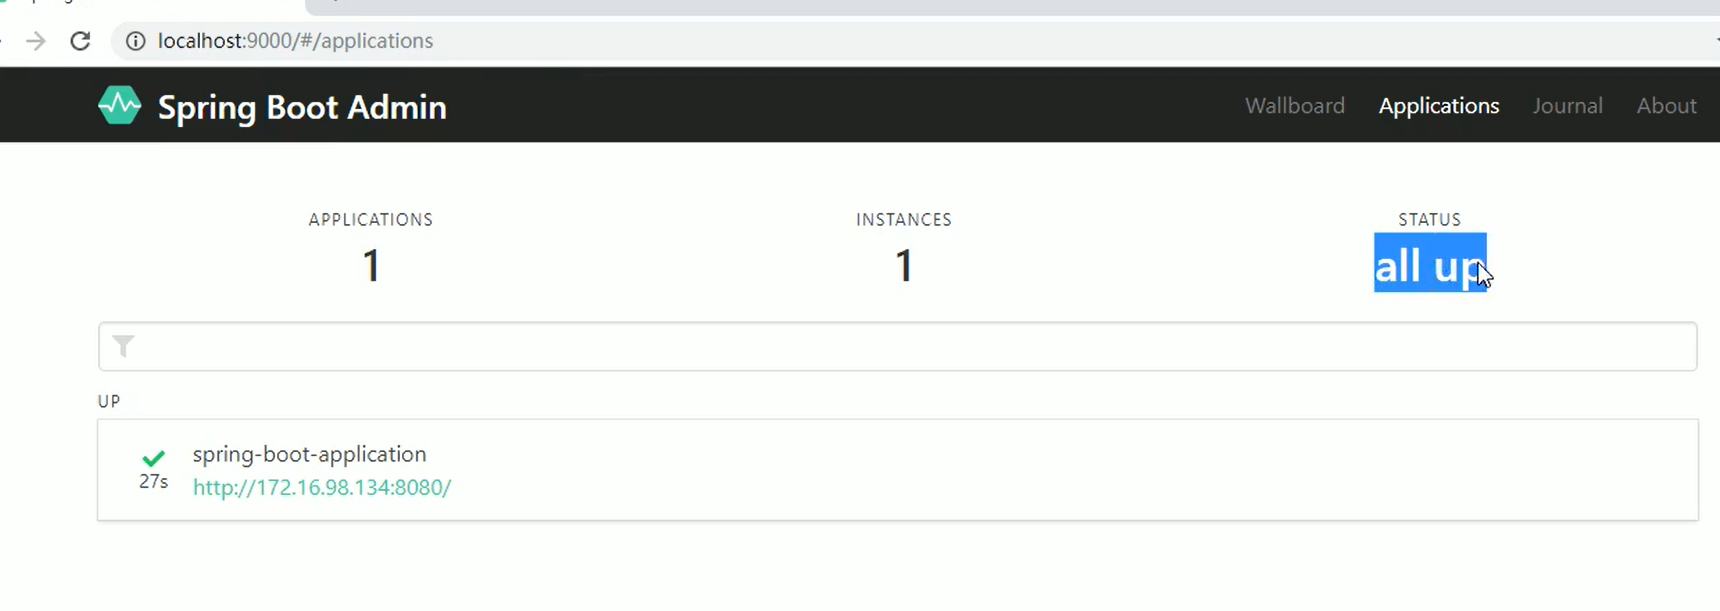 localhost:9000/#/applications
Spring Boot Admin
Wallboard Applications Journal About
APPLICATIONS INSTANCES STATUS
1 1 all up
UP
spring-boot-application
27s
http://172.16.98.134:8080/